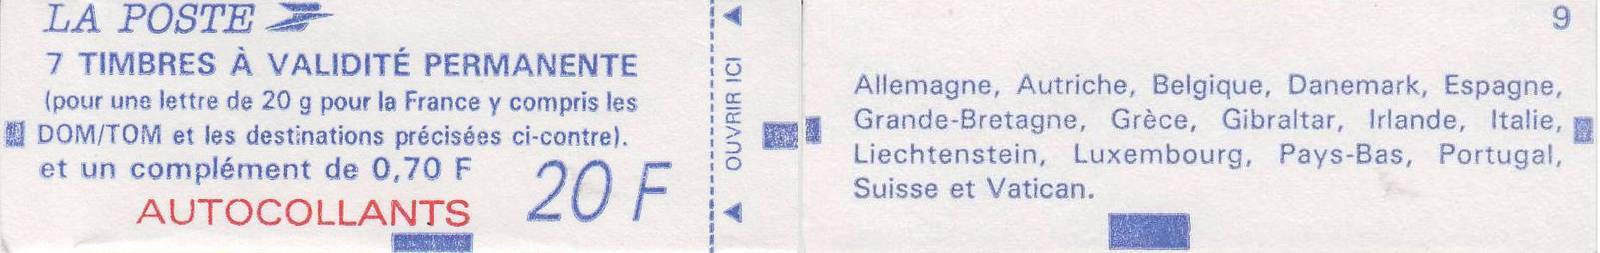 LA POSTE
7 TIMBRES À VALIDITÉ PERMANENTE
(pour une lettre de 20 g pour la France y compris les
DOM/TOM et les destinations précisées ci-contre).
et un complément de 0,70 F
20 F
AUTOCOLLANTS
OUVRIR ICI
9
Allemagne, Autriche, Belgique, Danemark, Espagne,
Grande-Bretagne, Grèce, Gibraltar, Irlande, Italie,
Liechtenstein, Luxembourg, Pays-Bas, Portugal,
Suisse et Vatican.